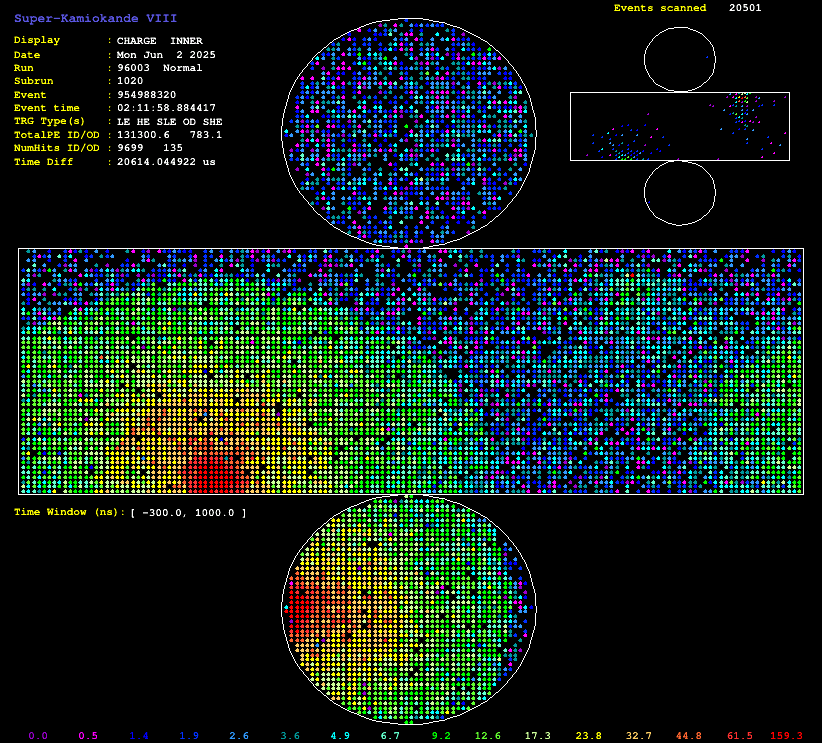 Super-Kamiokande VIII
Events scanned 20501
Display : CHARGE INNER
Date : Mon Jun 2 2025
Run : 96003 Normal
Subrun : 1020
Event : 954988320
Event time : 02:11:58.884417
TRG Type(s) : LE HE SLE OD SHE
TotalPE ID/OD : 131300.6 783.1
NumHits ID/OD : 9699 135
Time Diff : 20614.044922 us
Time Window (ns): [ -300.0, 1000.0 ]
0.0 0.5 1.4 1.9 2.6 3.6 4.9 6.7 9.2 12.6 17.3 23.8 32.7 44.8 61.5 159.3